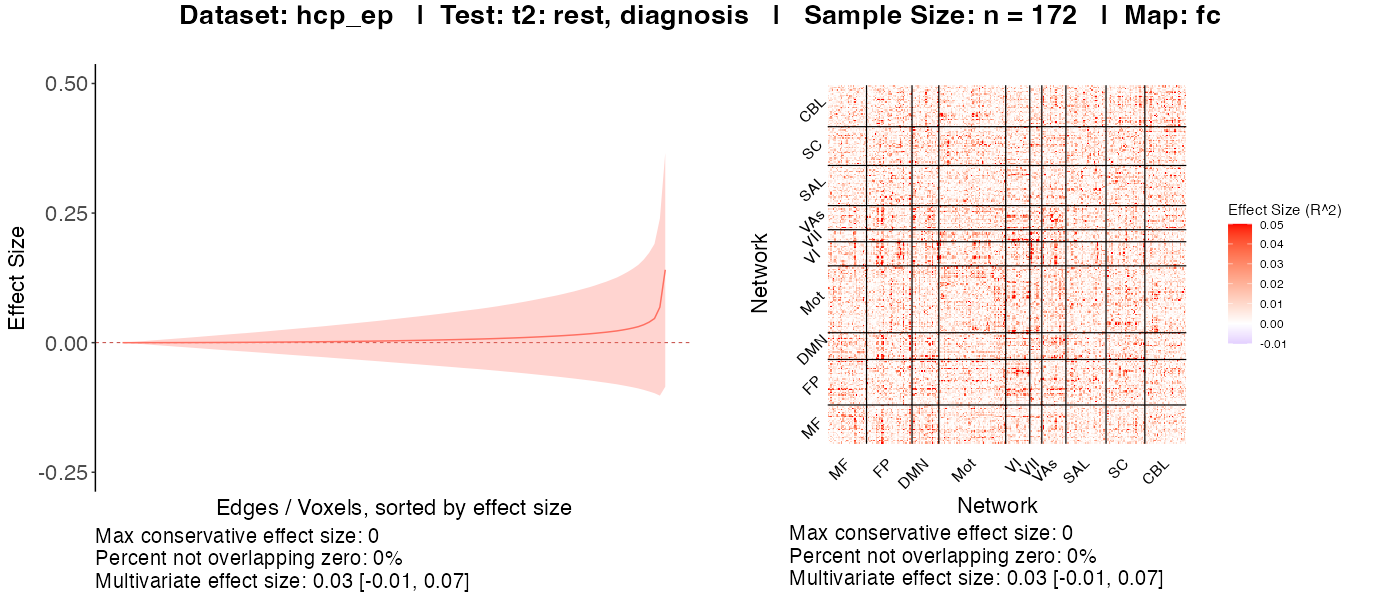 Dataset: hcp_ep | Test: t2: rest, diagnosis | Sample Size: n = 172 | Map: fc
Effect Size
0.50
0.25
0.00
-0.25
Edges / Voxels, sorted by effect size
Max conservative effect size: 0
Percent not overlapping zero: 0%
Multivariate effect size: 0.03 [-0.01, 0.07]
Network
CBL
SC
SAL
VAs
VII
VI
Mot
DMN
FP
MF
MF FP DMN Mot VI VII VAs SAL SC CBL
Network
Max conservative effect size: 0
Percent not overlapping zero: 0%
Multivariate effect size: 0.03 [-0.01, 0.07]
Effect Size (R^2)
0.05
0.04
0.03
0.02
0.01
0.00
-0.01